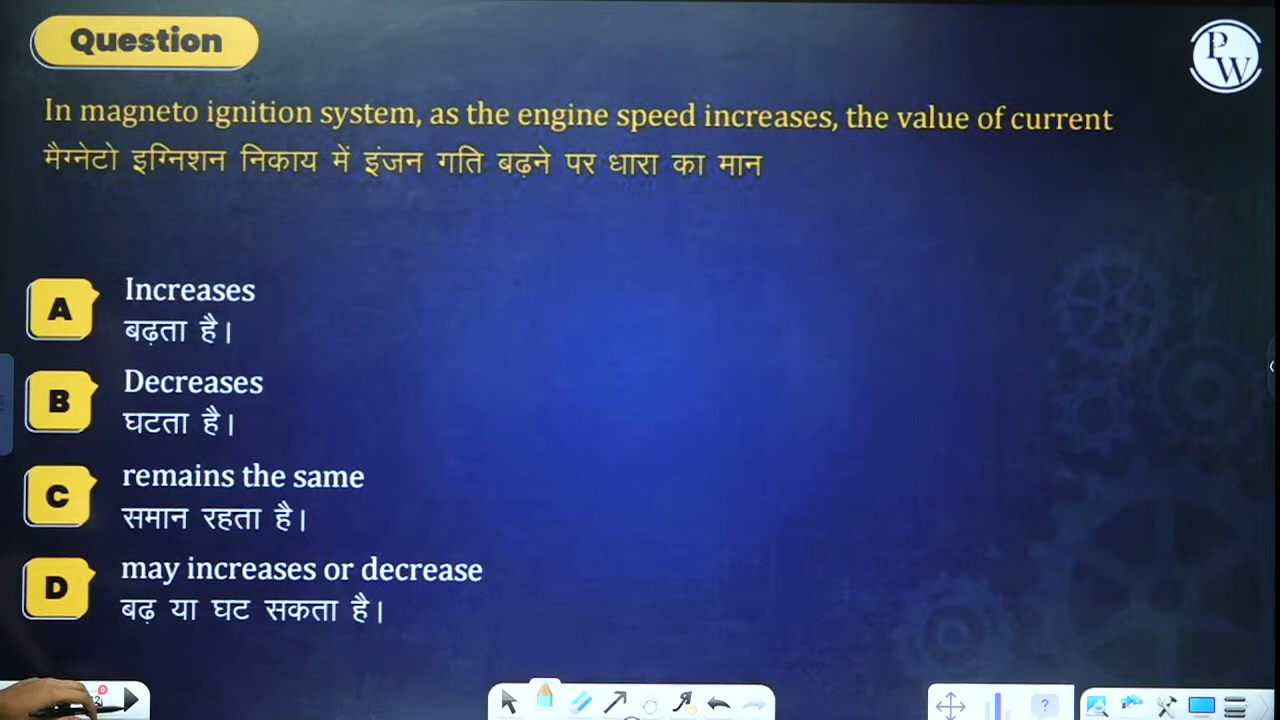 Question
PW
In magneto ignition system, as the engine speed increases, the value of current
मैग्नेटो इग्निशन निकाय में इंजन गति बढ़ने पर धारा का मान
A
Increases
बढ़ता है।
B
Decreases
घटता है।
C
remains the same
समान रहता है।
D
may increases or decrease
बढ़ या घट सकता है।
?